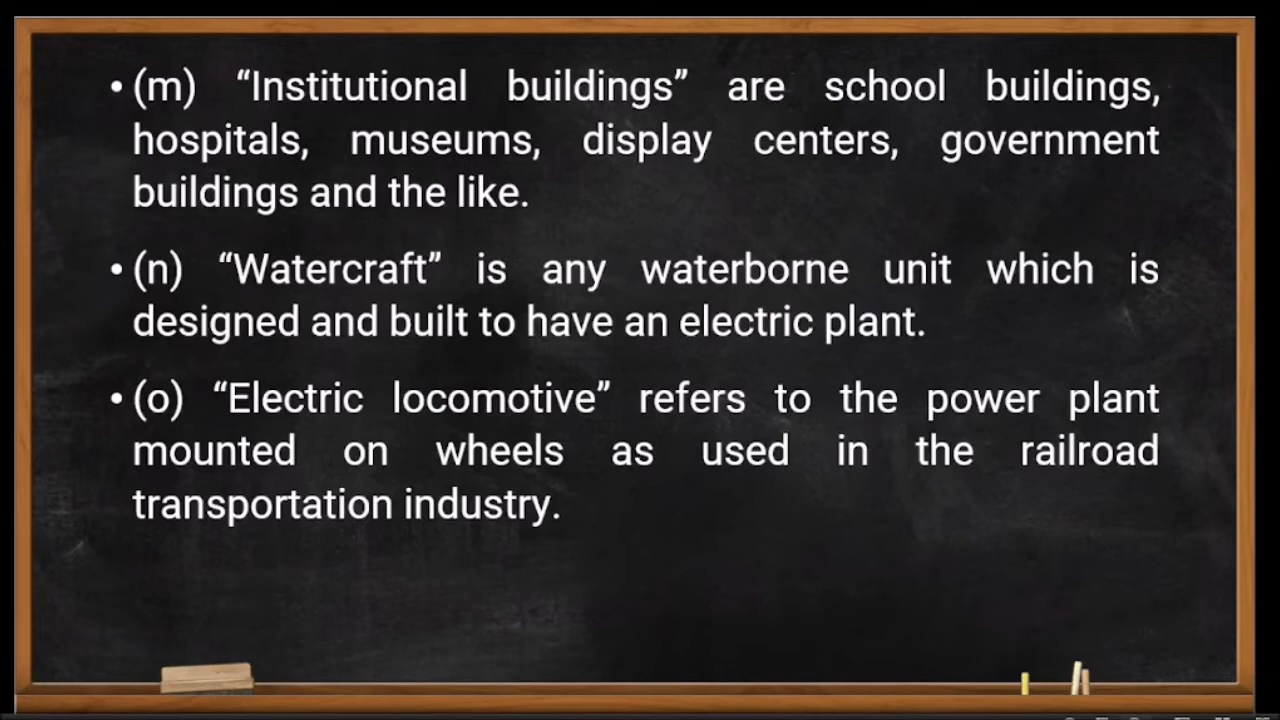 • (m) “Institutional buildings” are school buildings,
hospitals, museums, display centers, government
buildings and the like.
• (n) “Watercraft” is any waterborne unit which is
designed and built to have an electric plant.
• (o) “Electric locomotive” refers to the power plant
mounted on wheels as used in the railroad
transportation industry.